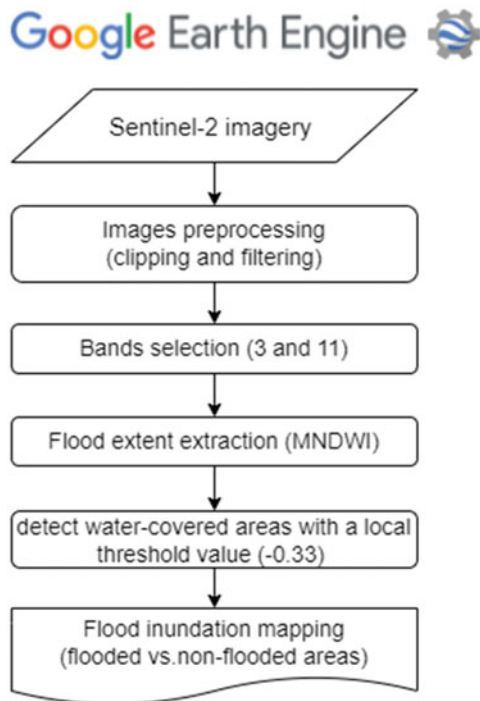 Google Earth Engine
Sentinel-2 imagery
Images preprocessing
(clipping and filtering)
Bands selection (3 and 11)
Flood extent extraction (MNDWI)
detect water-covered areas with a local
threshold value (-0.33)
Flood inundation mapping
(flooded vs.non-flooded areas)